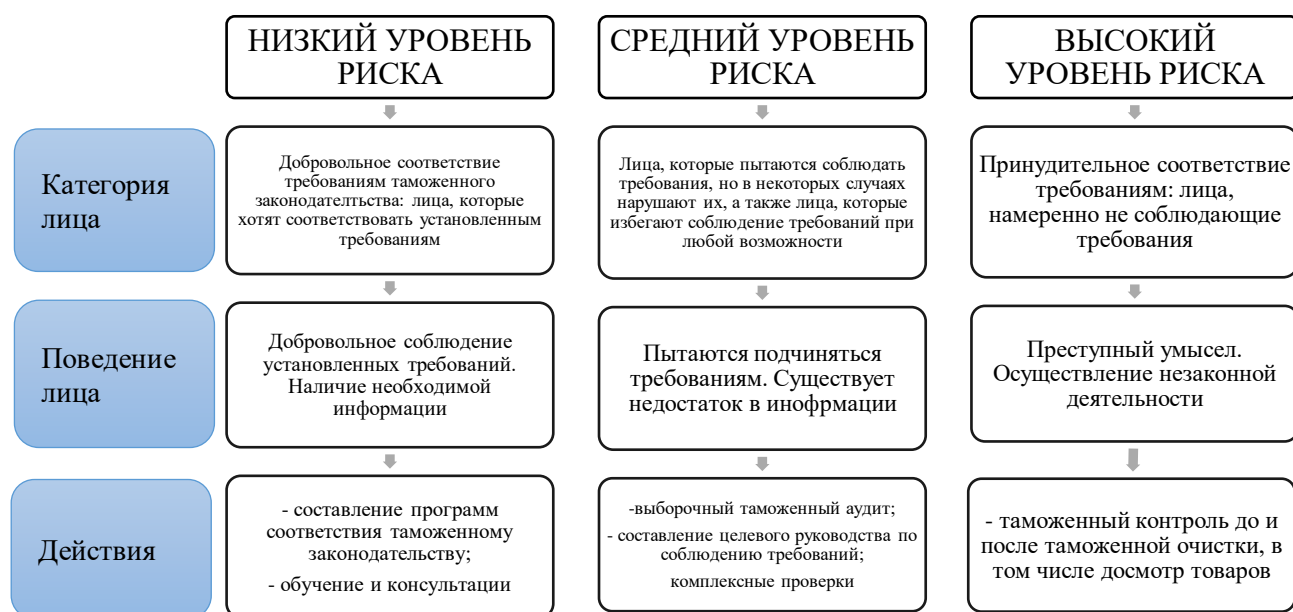 НИЗКИЙ УРОВЕНЬ
РИСКА
СРЕДНИЙ УРОВЕНЬ
РИСКА
ВЫСОКИЙ
УРОВЕНЬ РИСКА
Категория
лица
Добровольное соответствие
требованиям таможенного
законодателтьства: лица, которые
хотят соответствовать установленным
требованиям
Лица, которые пытаются соблюдать
требования, но в некоторых случаях
нарушают их, а также лица, которые
избегают соблюдение требований при
любой возможности
Принудительное соответствие
требованиям: лица,
намеренно не соблюдающие
требования
Поведение
лица
Добровольное соблюдение
установленных требований.
Наличие необходимой
информации
Пытаются подчиняться
требованиям. Существует
недостаток в инофрмации
Преступный умысел.
Осуществление незаконной
деятельности
Действия
- составление программ
соответствия таможенному
законодательству;
- обучение и консультации
-выборочный таможенный аудит;
- составление целевого руководства по
соблюдению требований;
комплексные проверки
- таможенный контроль до и
после таможенной очистки, в
том числе досмотр товаров